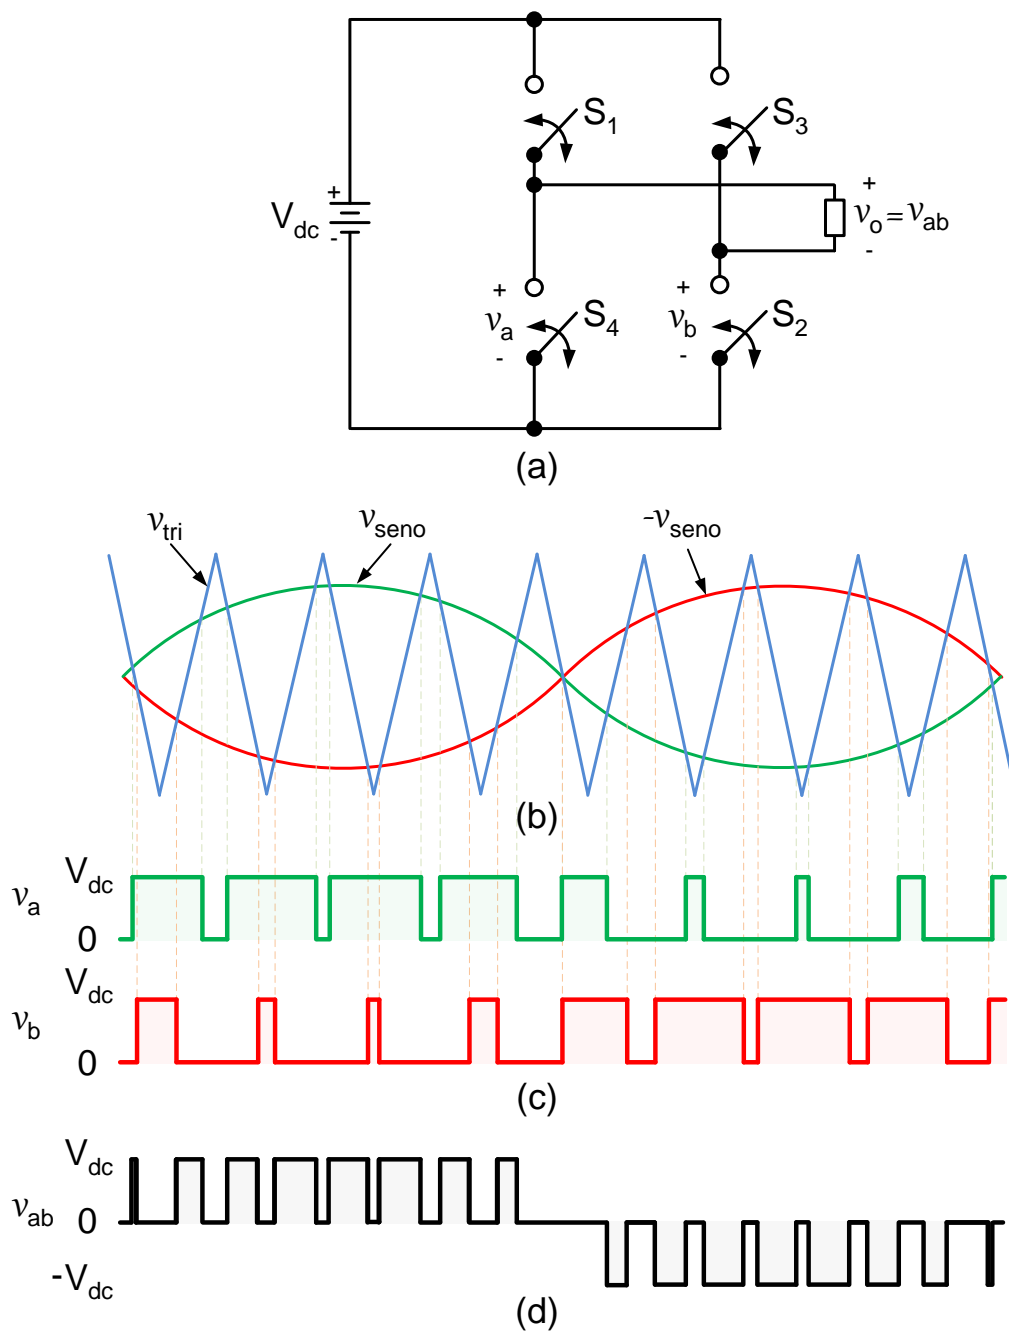 S1
S3
+
Vdc
-
+
vo=vab
-
+
va
-
S4
+
vb
-
S2
(a)
vtri
vseno
-vseno
(b)
Vdc
va
0
Vdc
vb
0
(c)
Vdc
vab
0
-Vdc
(d)